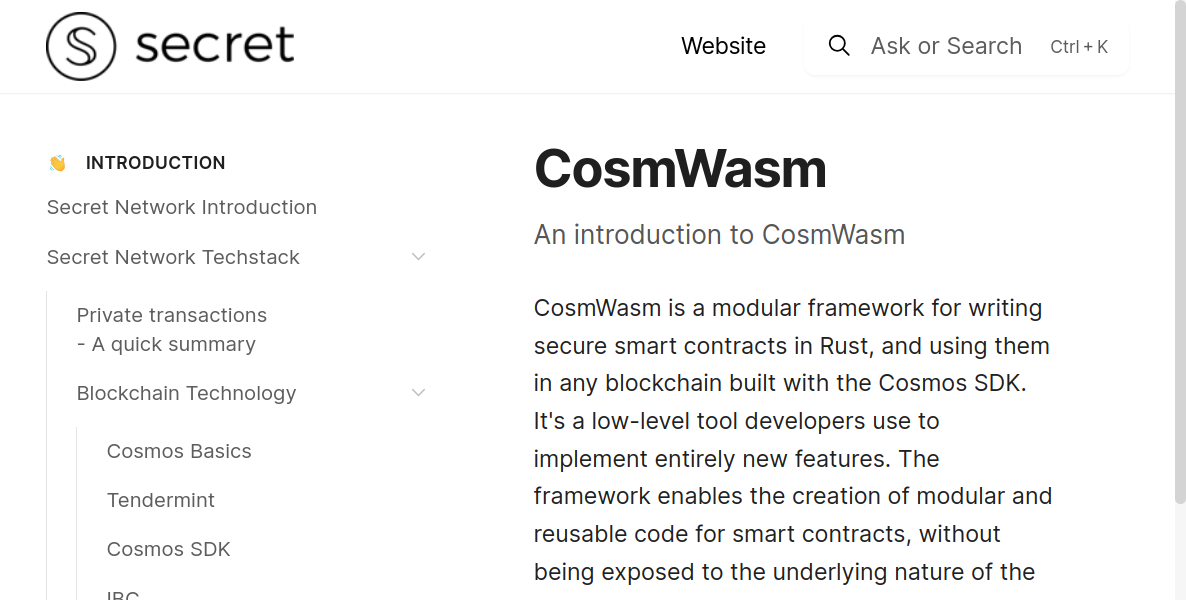 secret
Website
Ask or Search Ctrl + K
INTRODUCTION
Secret Network Introduction
Secret Network Techstack
Private transactions
- A quick summary
Blockchain Technology
Cosmos Basics
Tendermint
Cosmos SDK
IBC
CosmWasm
An introduction to CosmWasm
CosmWasm is a modular framework for writing
secure smart contracts in Rust, and using them
in any blockchain built with the Cosmos SDK.
It's a low-level tool developers use to
implement entirely new features. The
framework enables the creation of modular and
reusable code for smart contracts, without
being exposed to the underlying nature of the